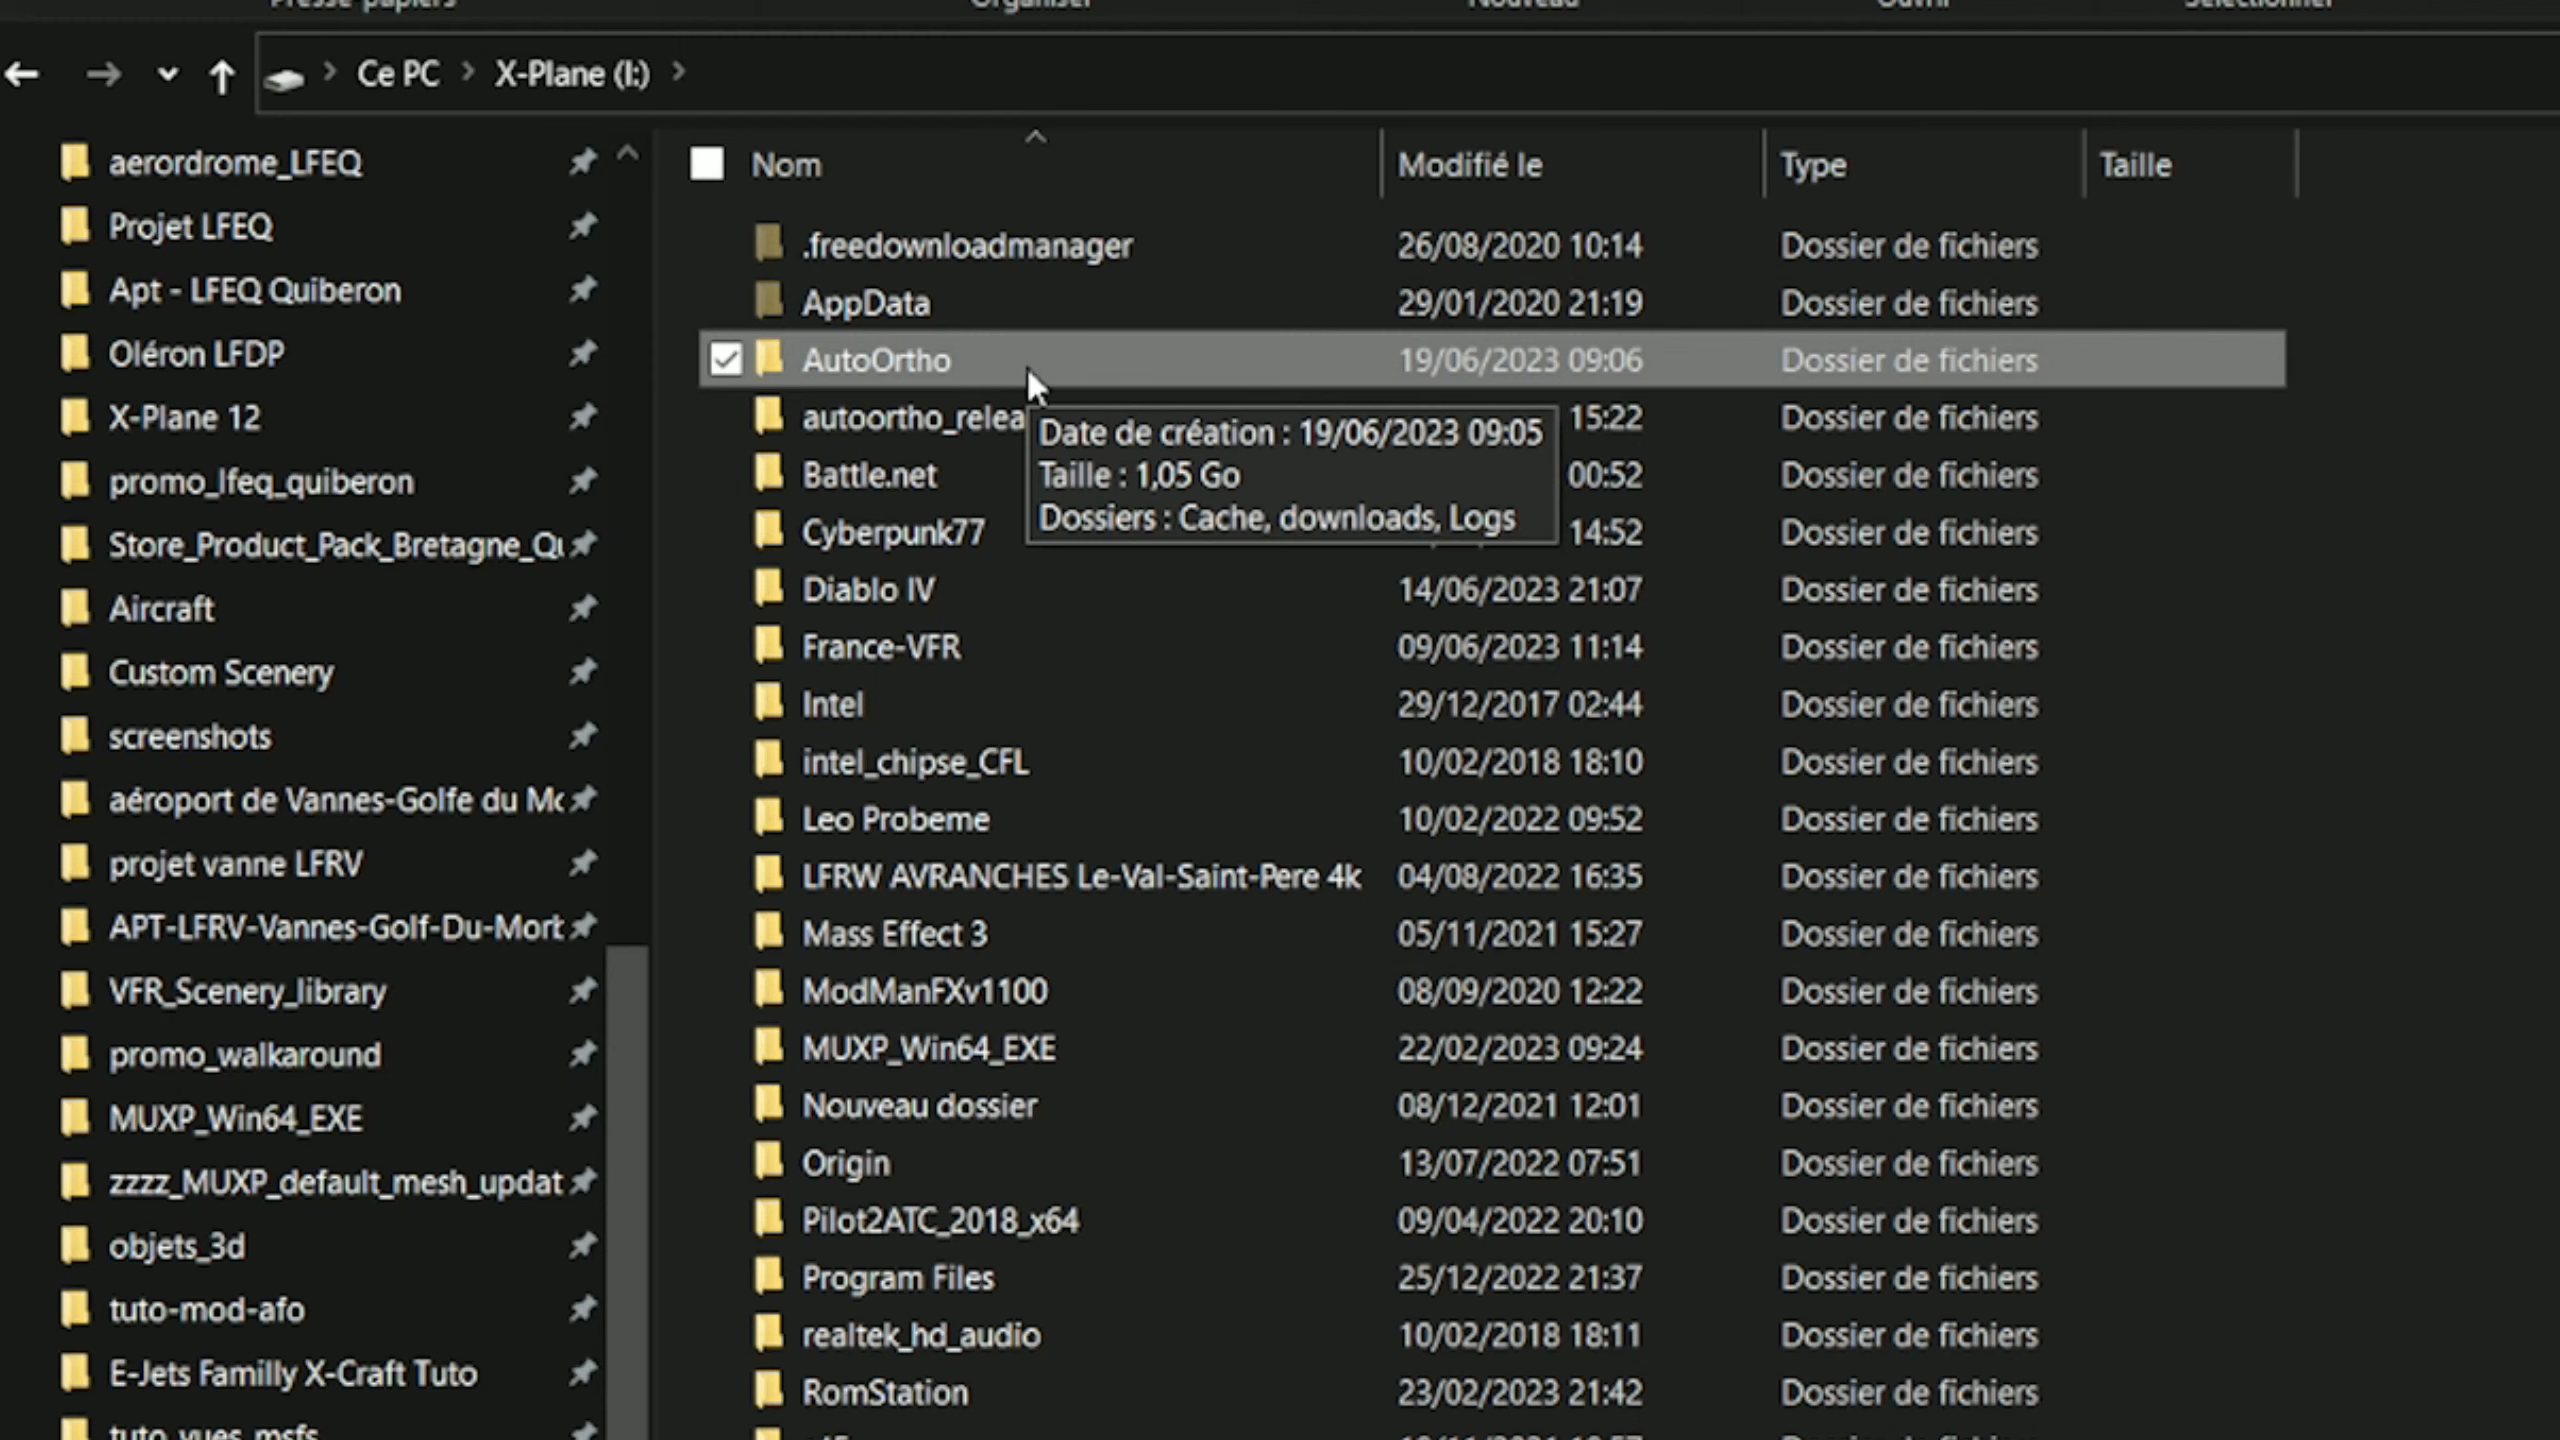 Presse-papiers
Organiser
Nouveau
Ouvrir
Sélectionner
Ce PC
X-Plane (I:)
aerordrome_LFEQ
Projet LFEQ
Apt - LFEQ Quiberon
Oléron LFDP
X-Plane 12
promo_lfeq_quiberon
Store_Product_Pack_Bretagne_Qu
Aircraft
Custom Scenery
screenshots
aéroport de Vannes-Golfe du Mo
projet vanne LFRV
APT-LFRV-Vannes-Golf-Du-Morb
VFR_Scenery_library
promo_walkaround
MUXP_Win64_EXE
zzzz_MUXP_default_mesh_updat
objets_3d
tuto-mod-afo
E-Jets Familly X-Craft Tuto
tuto_vues_msfs
Nom Modifié le Type Taille
.freedownloadmanager 26/08/2020 10:14 Dossier de fichiers
AppData 29/01/2020 21:19 Dossier de fichiers
AutoOrtho 19/06/2023 09:06 Dossier de fichiers
autoortho_relea 15:22 Dossier de fichiers
Battle.net 00:52 Dossier de fichiers
Cyberpunk77 14:52 Dossier de fichiers
Date de création : 19/06/2023 09:05
Taille : 1,05 Go
Dossiers : Cache, downloads, Logs
Diablo IV 14/06/2023 21:07 Dossier de fichiers
France-VFR 09/06/2023 11:14 Dossier de fichiers
Intel 29/12/2017 02:44 Dossier de fichiers
intel_chipse_CFL 10/02/2018 18:10 Dossier de fichiers
Leo Probeme 10/02/2022 09:52 Dossier de fichiers
LFRW AVRANCHES Le-Val-Saint-Pere 4k 04/08/2022 16:35 Dossier de fichiers
Mass Effect 3 05/11/2021 15:27 Dossier de fichiers
ModManFXv1100 08/09/2020 12:22 Dossier de fichiers
MUXP_Win64_EXE 22/02/2023 09:24 Dossier de fichiers
Nouveau dossier 08/12/2021 12:01 Dossier de fichiers
Origin 13/07/2022 07:51 Dossier de fichiers
Pilot2ATC_2018_x64 09/04/2022 20:10 Dossier de fichiers
Program Files 25/12/2022 21:37 Dossier de fichiers
realtek_hd_audio 10/02/2018 18:11 Dossier de fichiers
RomStation 23/02/2023 21:42 Dossier de fichiers